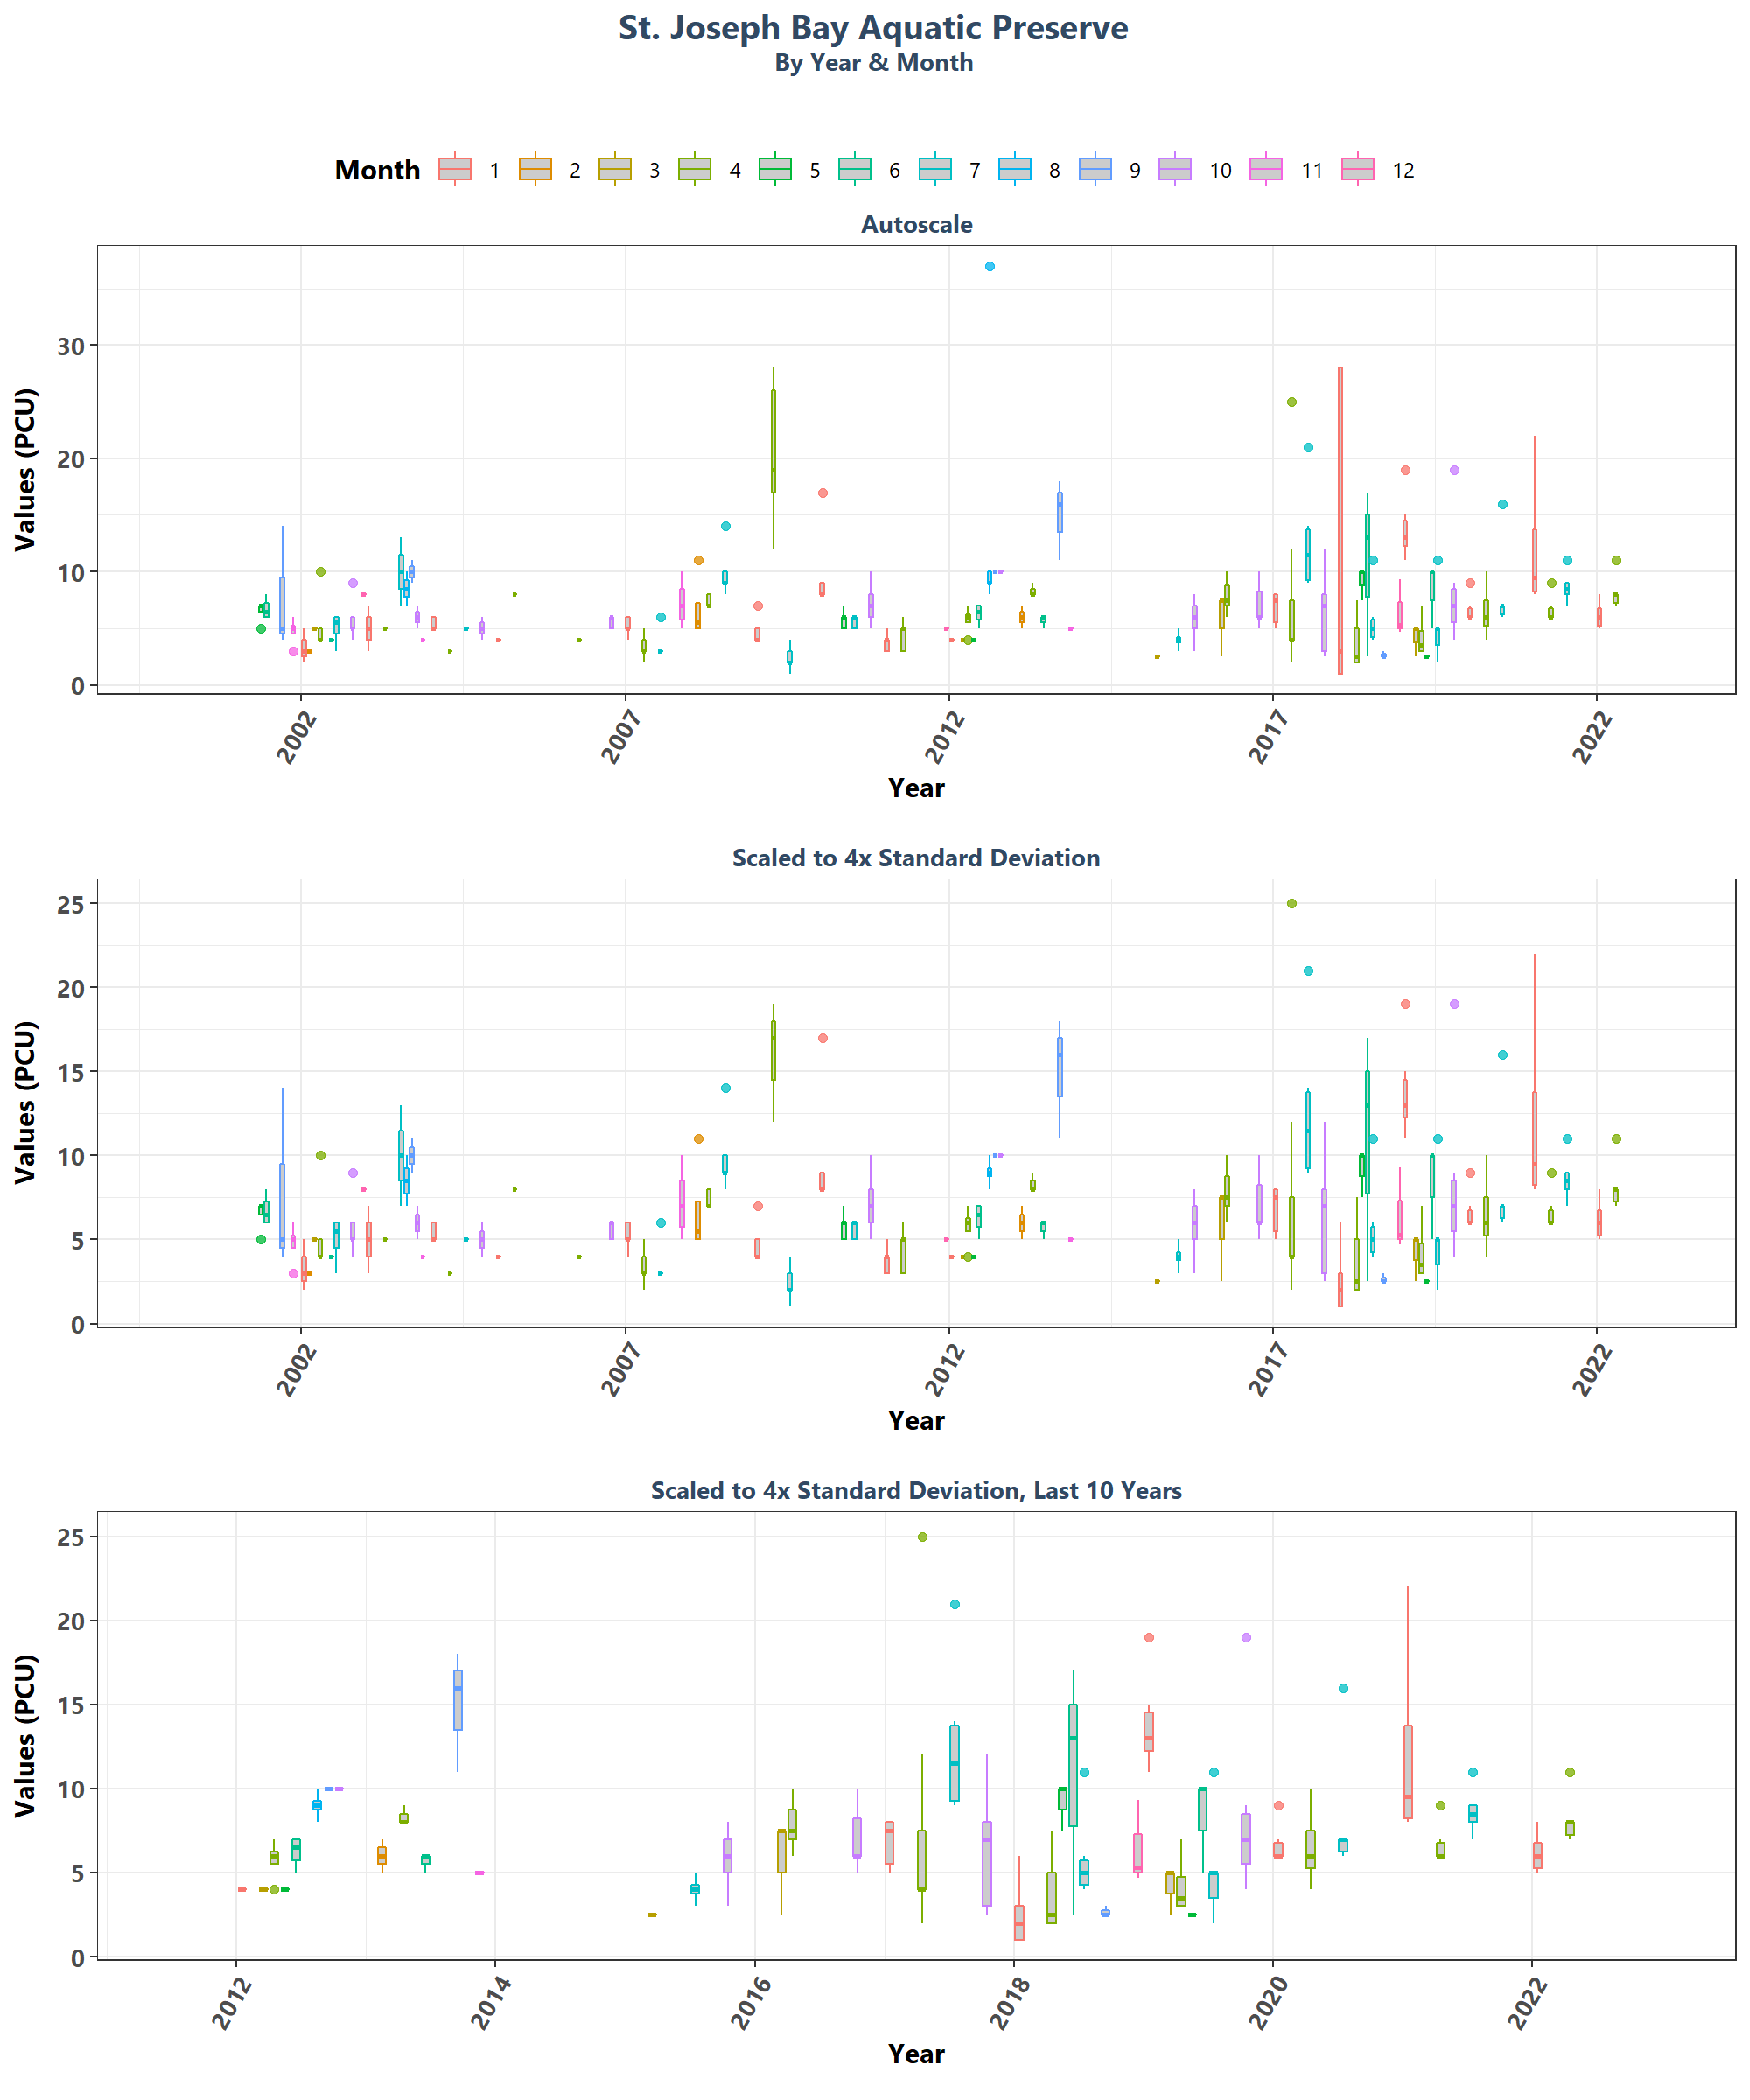 St. Joseph Bay Aquatic Preserve
By Year & Month
Month 1 2 3 4 5 6 7 8 9 10 11 12
Autoscale
Values (PCU)
30
20
10
0
2002 2007 2012 2017 2022
Year
Scaled to 4x Standard Deviation
Values (PCU)
25
20
15
10
5
0
2002 2007 2012 2017 2022
Year
Scaled to 4x Standard Deviation, Last 10 Years
Values (PCU)
25
20
15
10
5
0
2012 2014 2016 2018 2020 2022
Year